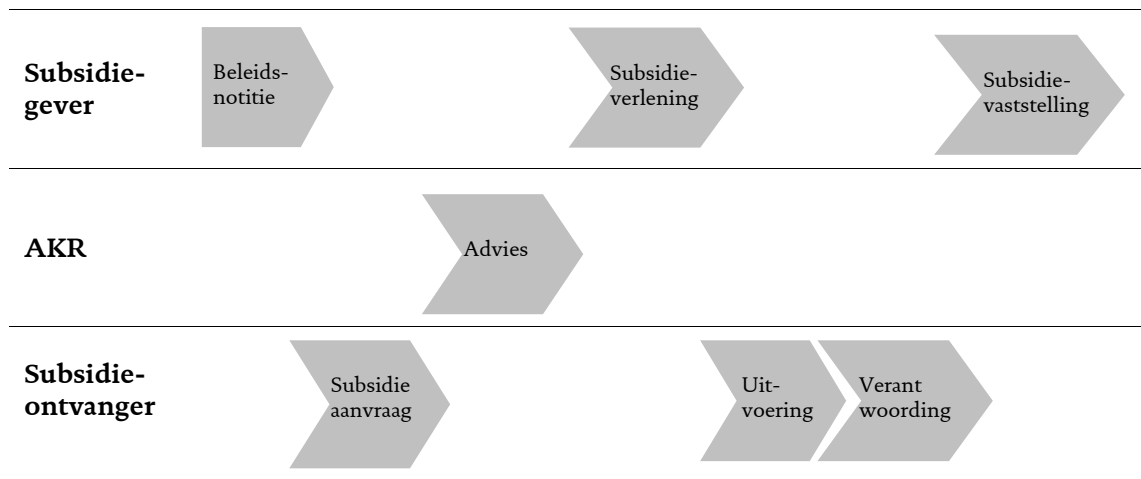 Subsidie-
gever
Beleids-
notitie
Subsidie-
verlening
Subsidie-
vaststelling
AKR
Advies
Subsidie-
ontvanger
Subsidie
aanvraag
Uit-
voering
Verant
woording